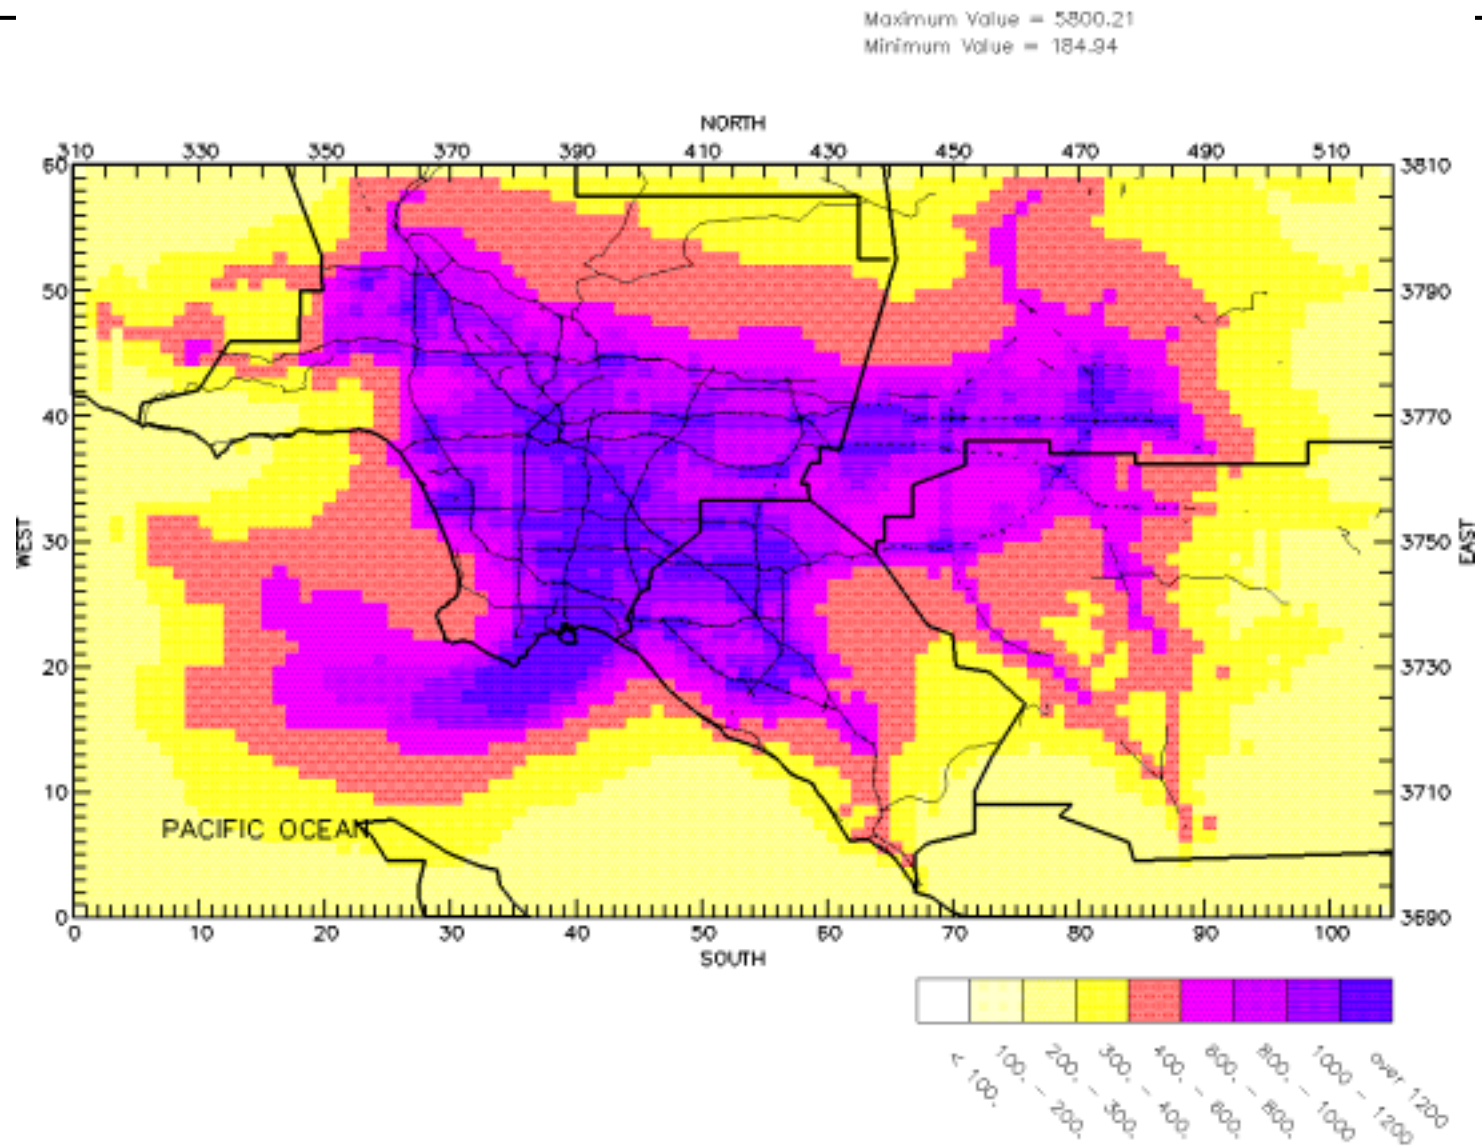 Maximum Value = 5800.21
Minimum Value = 184.94
NORTH
310 330 350 370 390 410 430 450 470 490 510
60 3810
50 3790
40 3770
WEST
30 3750
EAST
20 3730
10 3710
PACIFIC OCEAN
0 3690
0 10 20 30 40 50 60 70 80 90 100
SOUTH
< 100.
100. - 200.
200. - 300.
300. - 400.
400. - 600.
600. - 800.
800. - 1000
1000 - 1200
over 1200